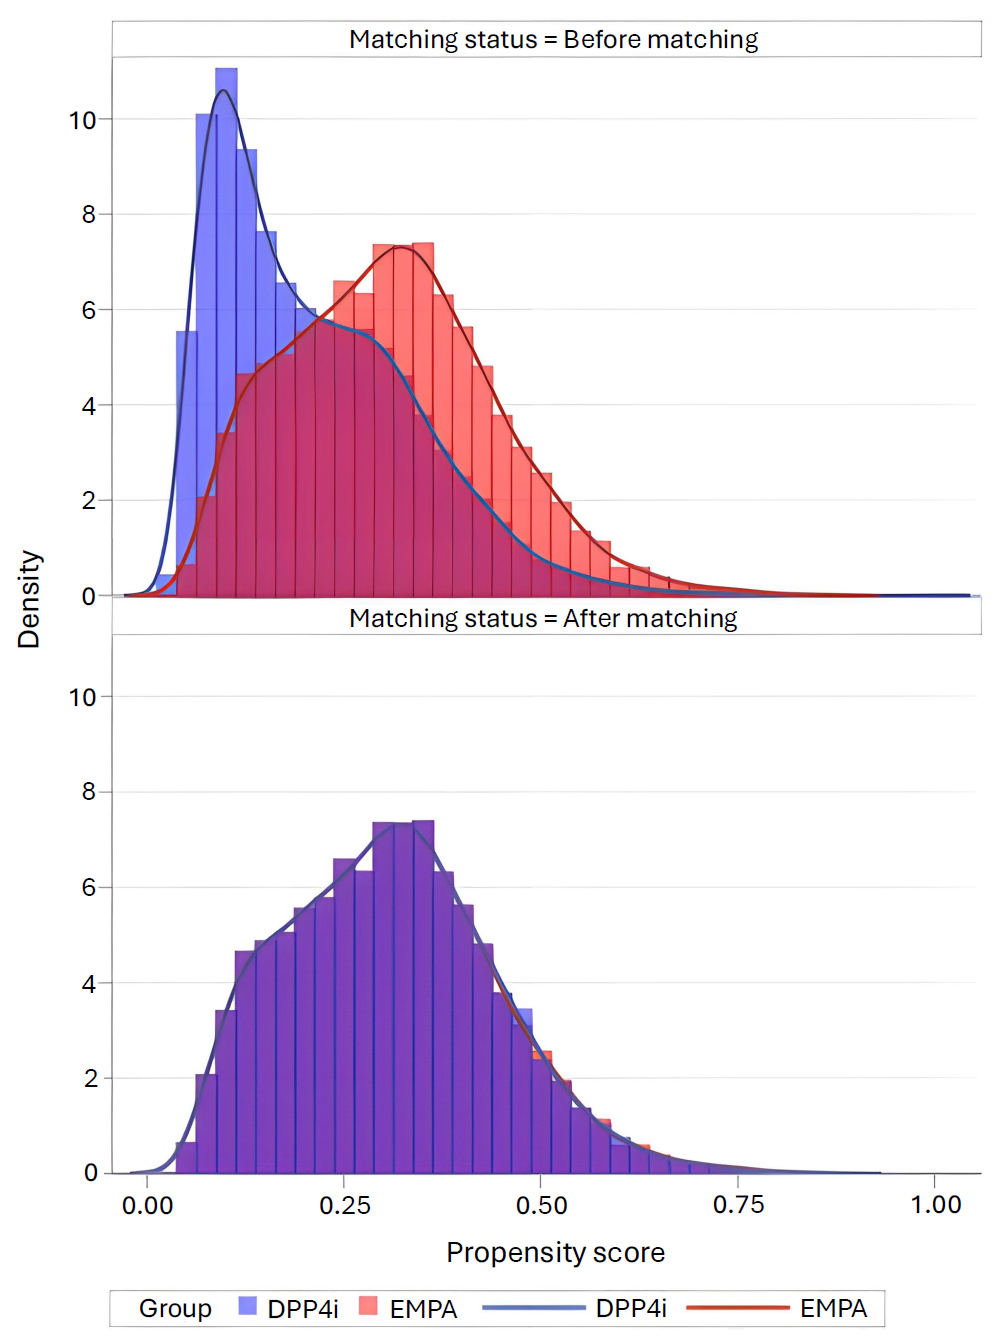 Matching status = Before matching
10
8
6
4
2
0
Density
Matching status = After matching
10
8
6
4
2
0
0.00 0.25 0.50 0.75 1.00
Propensity score
Group DPP4i EMPA DPP4i EMPA